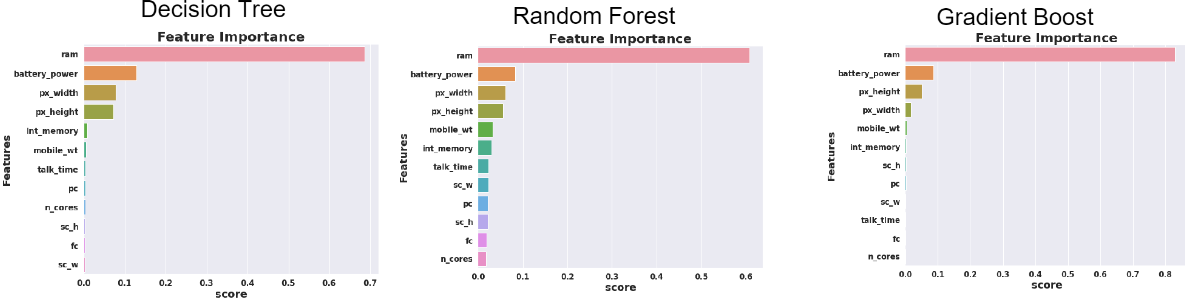 Decision Tree
Feature Importance
ram
battery_power
px_width
px_height
int_memory
mobile_wt
talk_time
pc
n_cores
sc_h
fc
sc_w
Features
0.0 0.1 0.2 0.3 0.4 0.5 0.6 0.7
score
Random Forest
Feature Importance
ram
battery_power
px_width
px_height
mobile_wt
int_memory
talk_time
sc_w
pc
sc_h
fc
n_cores
Features
0.0 0.1 0.2 0.3 0.4 0.5 0.6
score
Gradient Boost
Feature Importance
ram
battery_power
px_height
px_width
mobile_wt
int_memory
sc_h
pc
sc_w
talk_time
fc
n_cores
Features
0.0 0.1 0.2 0.3 0.4 0.5 0.6 0.7 0.8
score